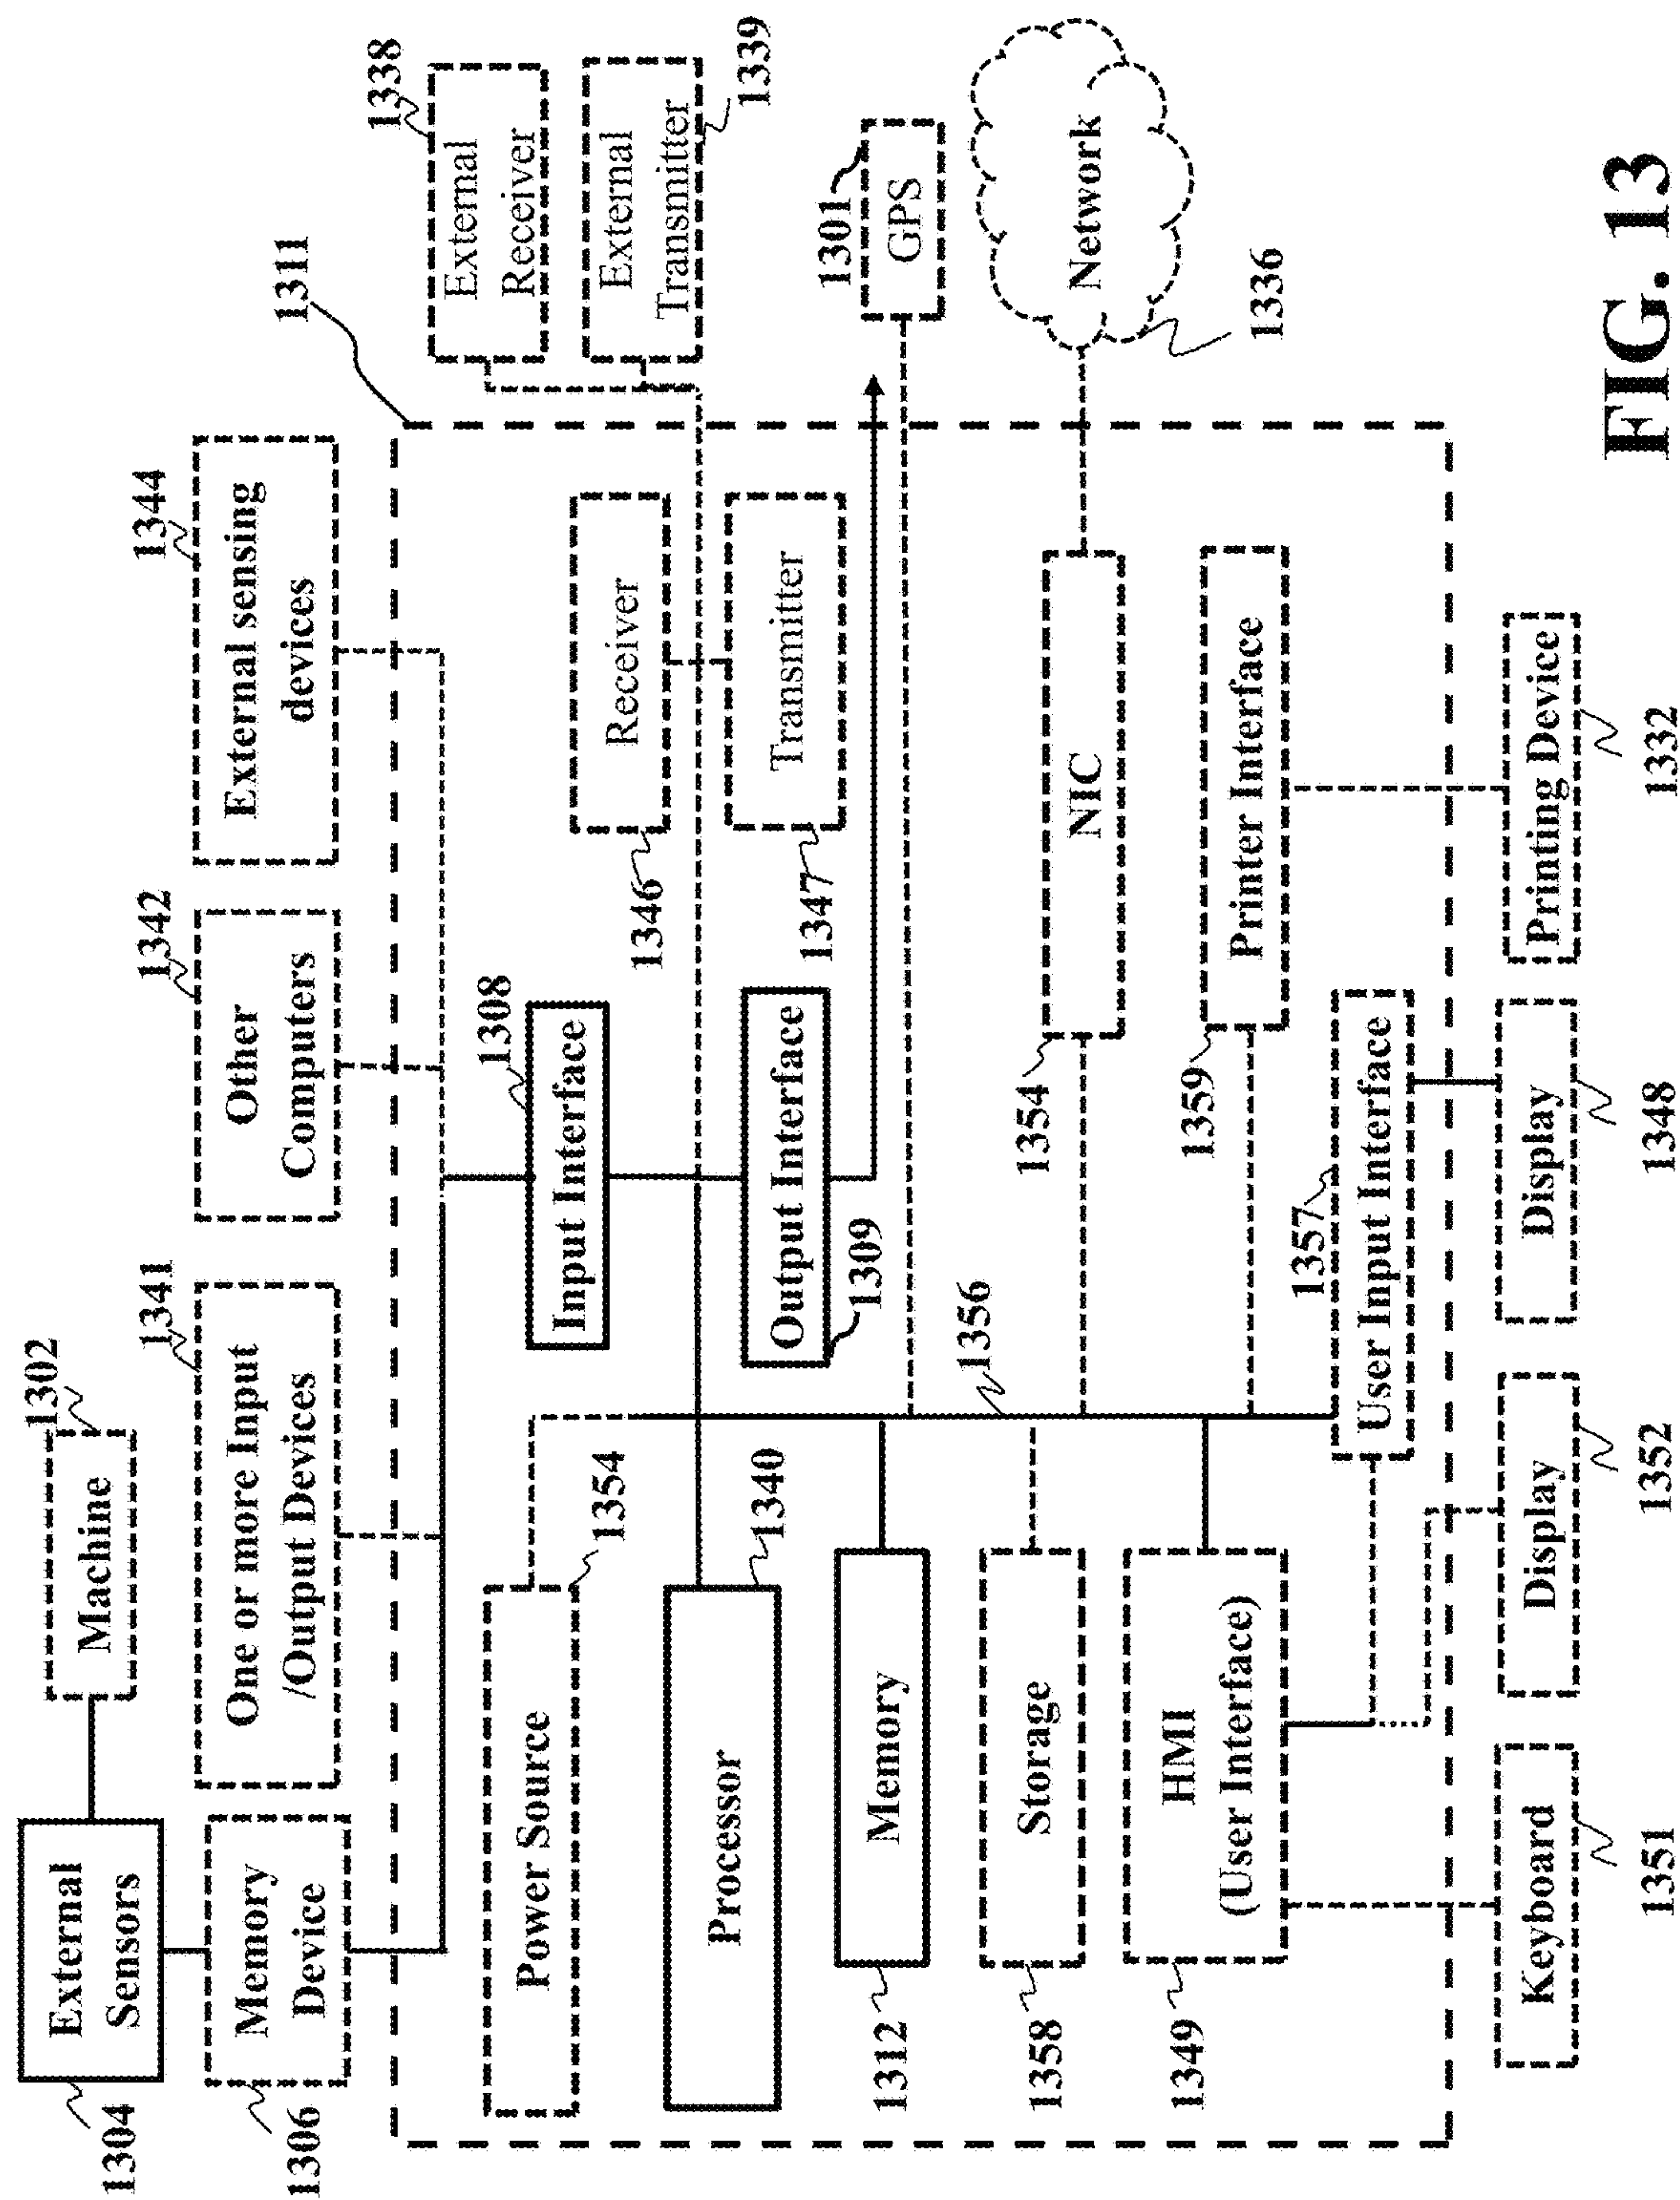 1304
External
Sensors
Machine
1302
1306
Memory
Device
One or more Input
/Output Devices
1341
Other
Computers
1342
External sensing
devices
1344
1311
External
Receiver
1338
External
Transmitter
1339
Power Source
1354
Input Interface
1308
Receiver
1346
Processor
1340
Output Interface
1309
Transmitter
1347
1301
GPS
1312
Memory
1356
1358
Storage
1354
NIC
Network
1336
1349
HMI
(User Interface)
1359
Printer Interface
1357
User Input Interface
Keyboard
1351
Display
1352
Display
1348
Printing Device
1332
FIG. 13